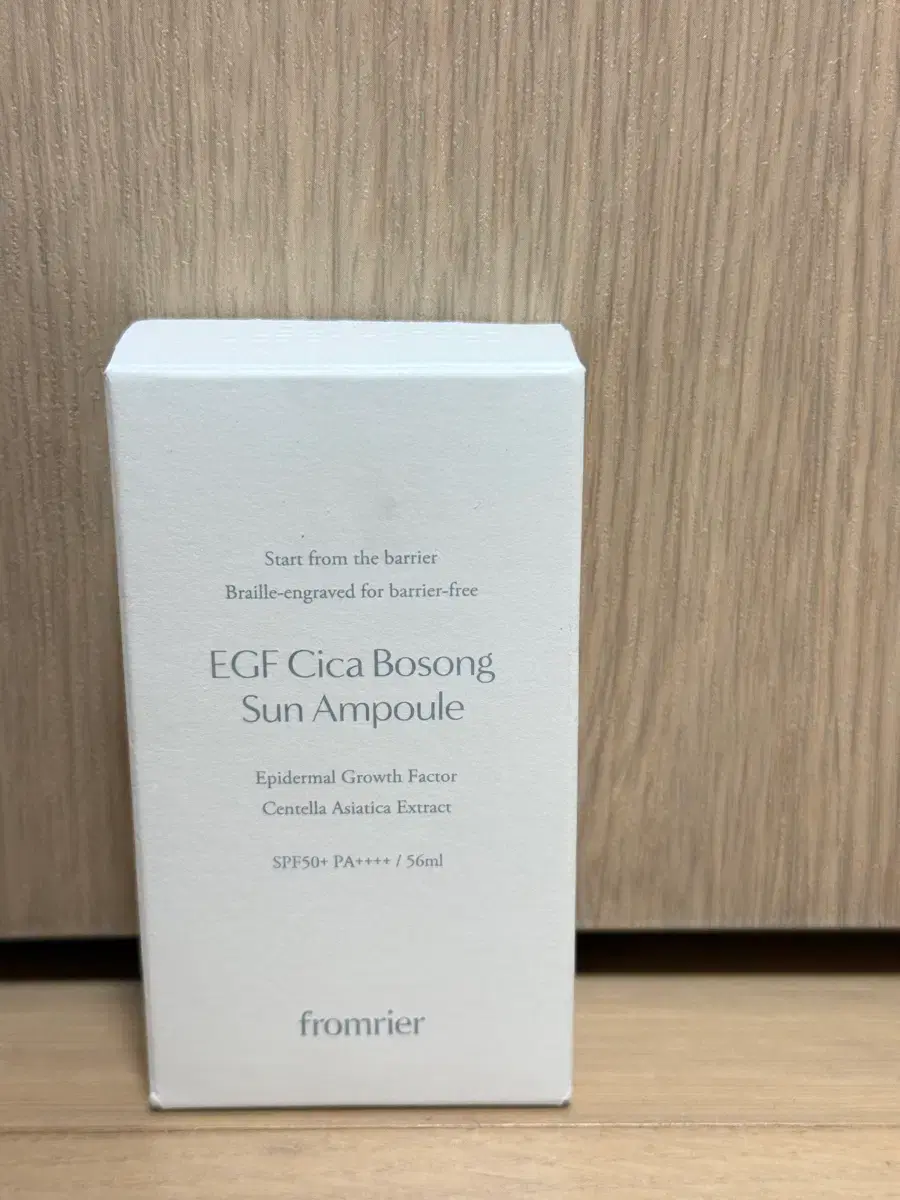 Start from the barrier
Braille-engraved for barrier-free
EGF Cica Bosong
Sun Ampoule
Epidermal Growth Factor
Centella Asiatica Extract
SPF50+ PA++++ / 56ml
fromrier